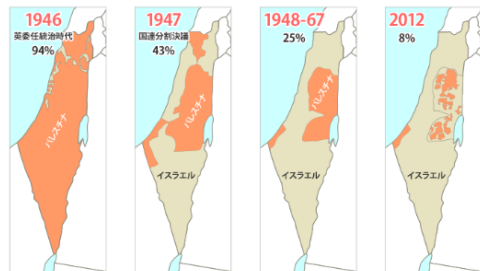 1946
英委任統治時代
94%
パレスチナ
1947
国連分割決議
43%
パレスチナ
イスラエル
1948-67
25%
パレスチナ
イスラエル
2012
8%
イスラエル